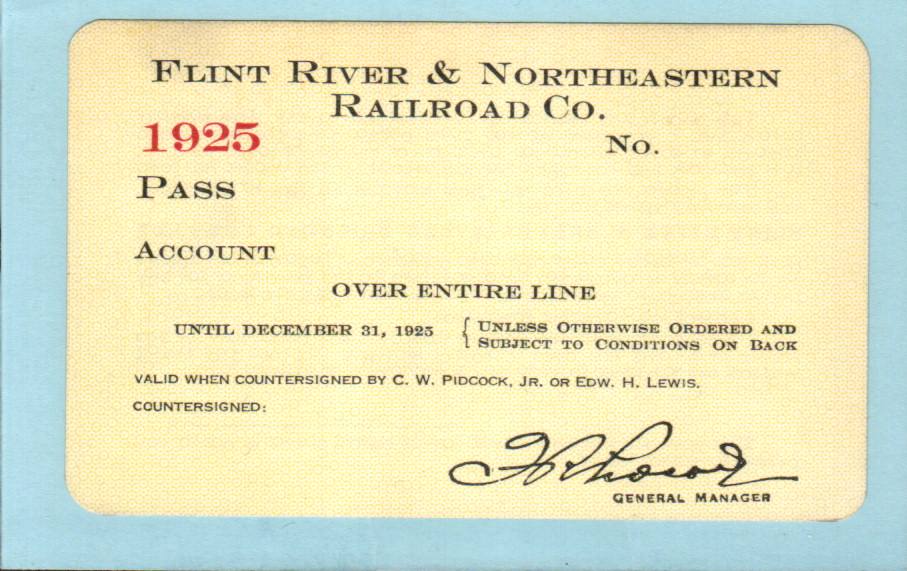 FLINT RIVER & NORTHEASTERN
RAILROAD CO.
1925
NO.
PASS
ACCOUNT
OVER ENTIRE LINE
UNTIL DECEMBER 31, 1925 { UNLESS OTHERWISE ORDERED AND
SUBJECT TO CONDITIONS ON BACK
VALID WHEN COUNTERSIGNED BY C. W. PIDCOCK, JR. OR EDW. H. LEWIS.
COUNTERSIGNED:
GENERAL MANAGER